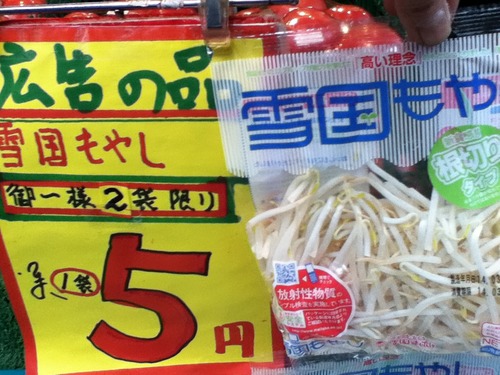 広告の品
雪国もやし
御一様2袋限り
1袋
5円
高い理念
雪国もやし
根切り
タイプ
放射性物質の